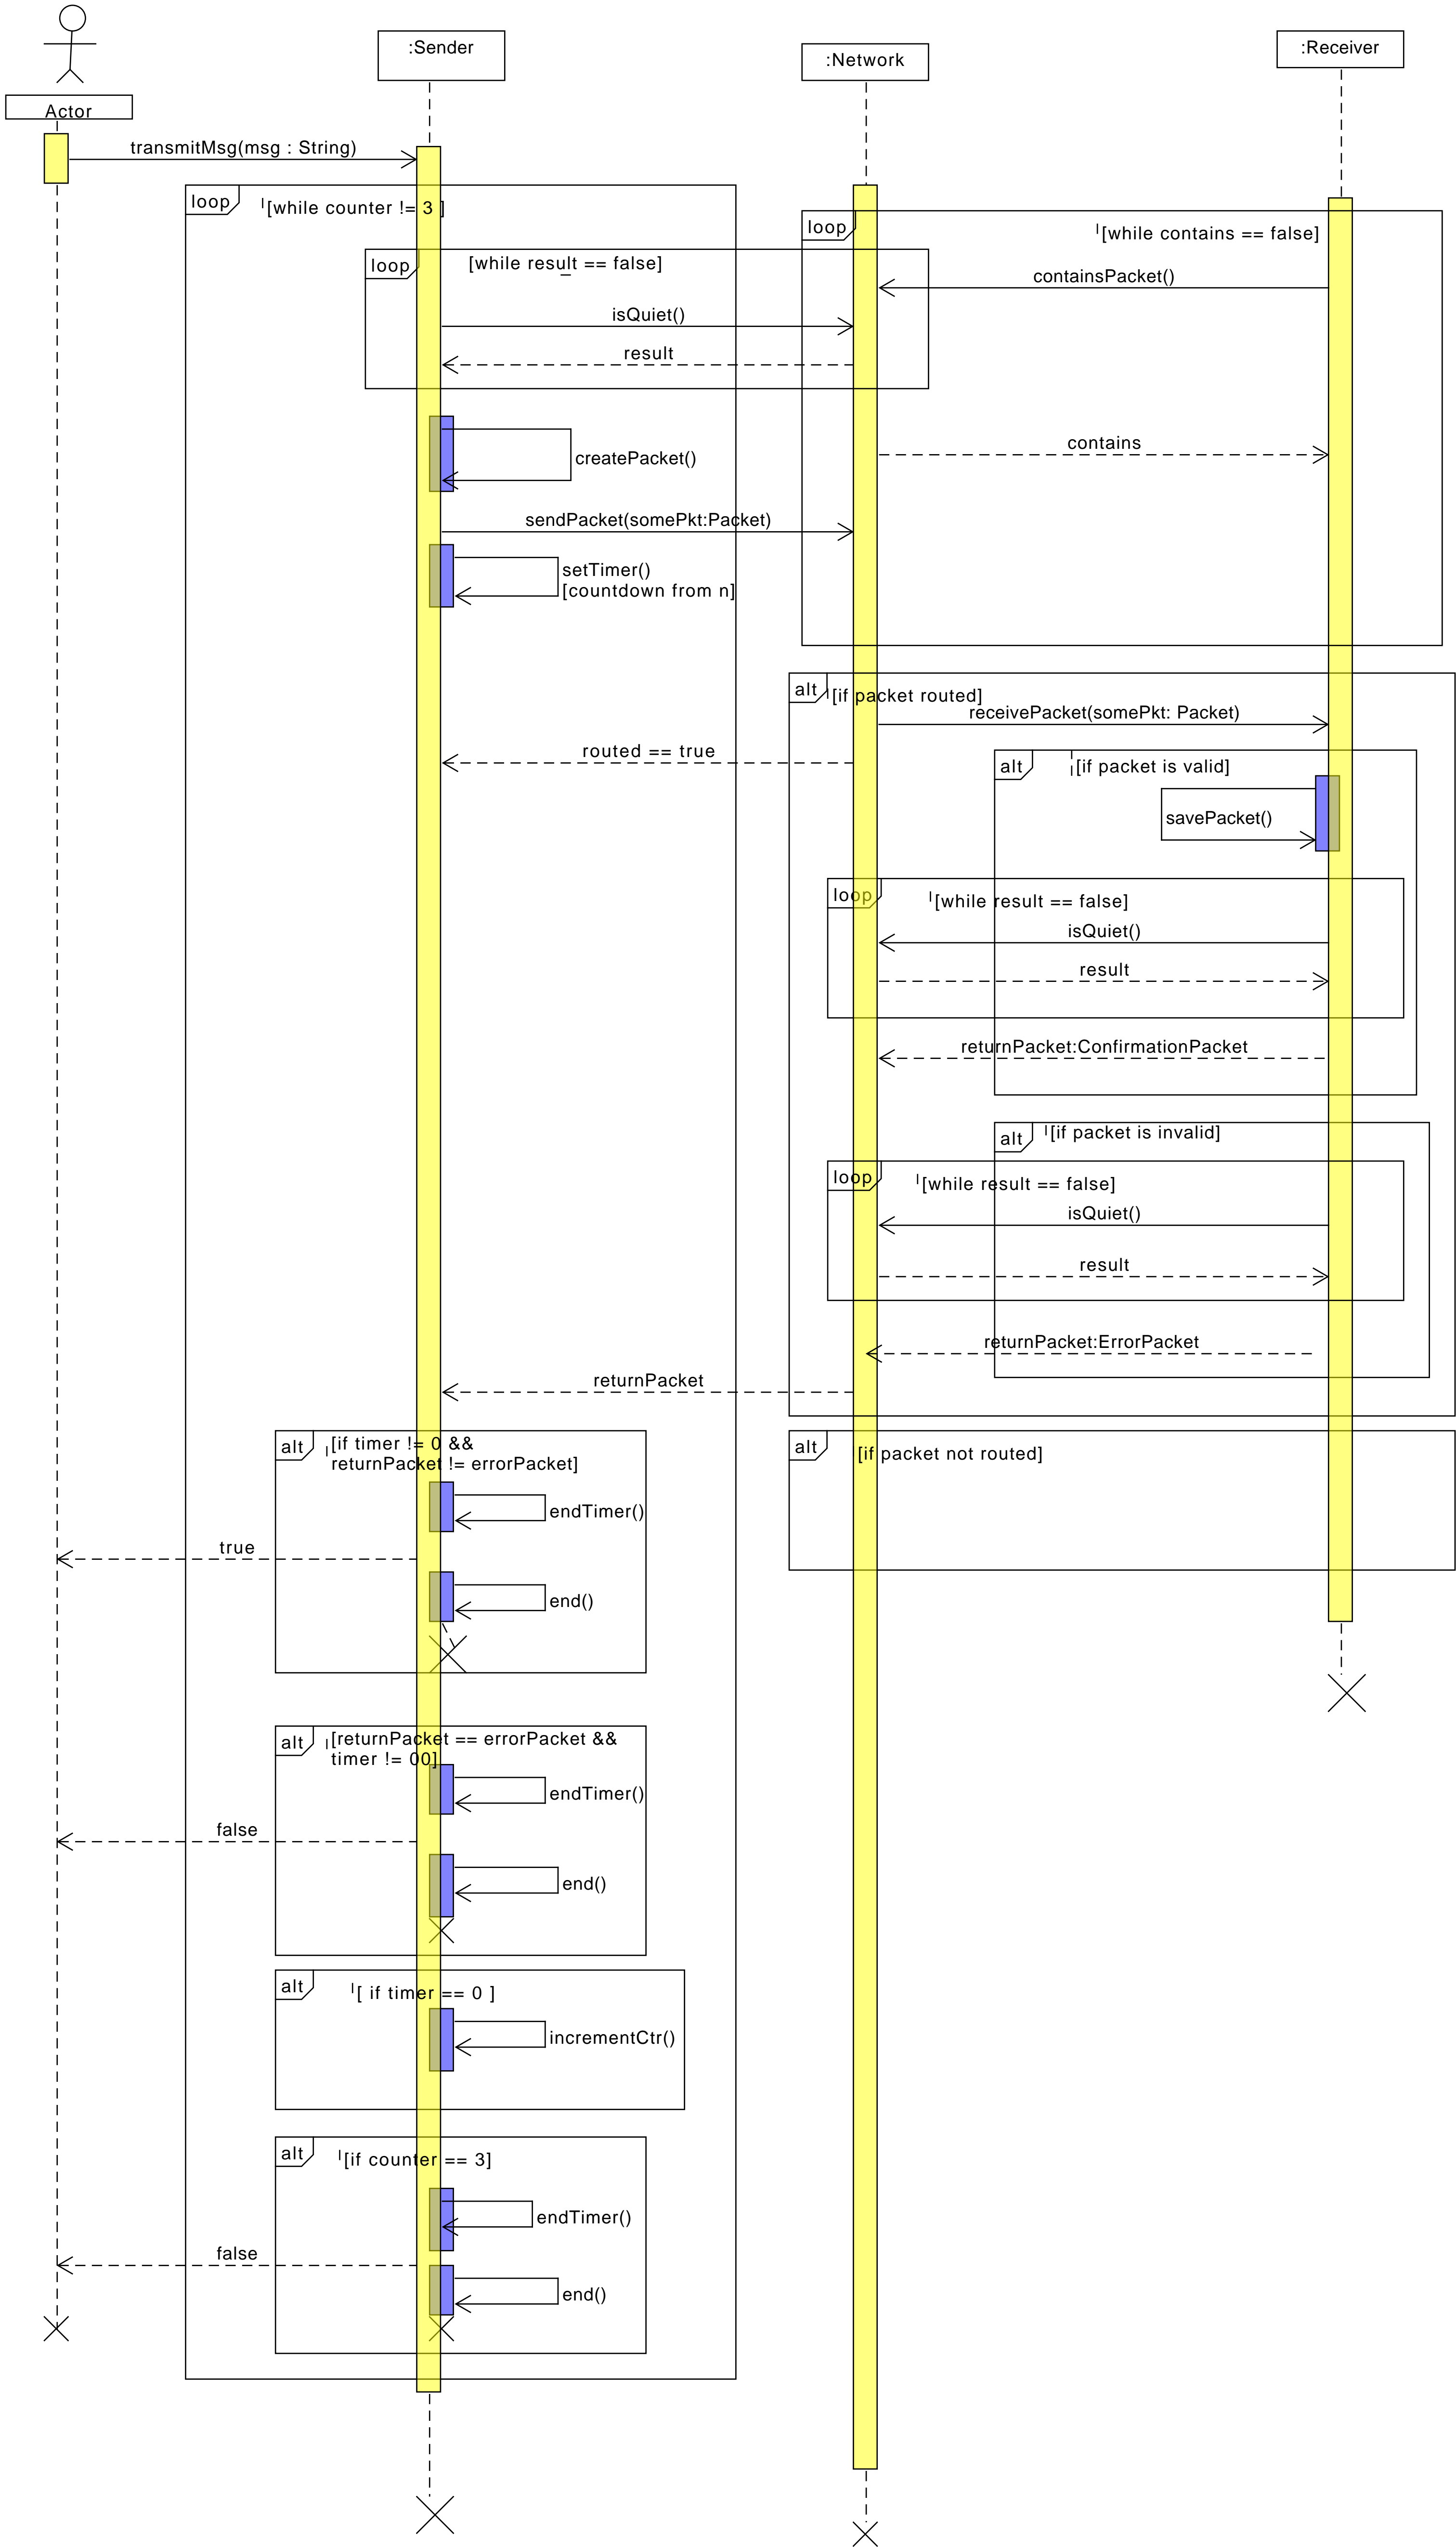 :Sender
:Network
:Receiver
Actor
transmitMsg(msg : String)
loop
[while counter != 3 ]
loop
[while contains == false]
loop
[while result == false]
containsPacket()
isQuiet()
result
contains
createPacket()
sendPacket(somePkt:Packet)
setTimer()
[countdown from n]
alt
[if packet routed]
receivePacket(somePkt: Packet)
routed == true
alt
[if packet is valid]
savePacket()
loop
[while result == false]
isQuiet()
result
returnPacket:ConfirmationPacket
alt
[if packet is invalid]
loop
[while result == false]
isQuiet()
result
returnPacket:ErrorPacket
returnPacket
alt
[if timer != 0 &&
returnPacket != errorPacket]
alt
[if packet not routed]
endTimer()
true
end()
alt
[returnPacket == errorPacket &&
timer != 00]
endTimer()
false
end()
alt
[ if timer == 0 ]
incrementCtr()
alt
[if counter == 3]
endTimer()
false
end()